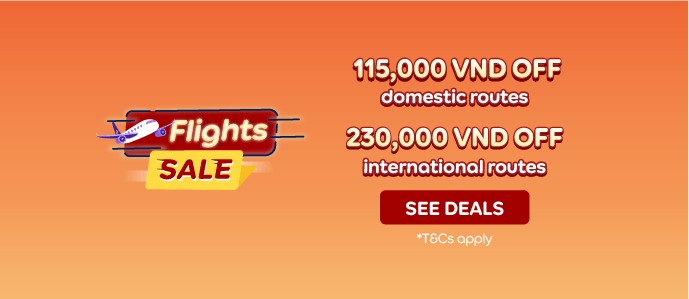 Flights
SALE
115,000 VND OFF
domestic routes
230,000 VND OFF
international routes
SEE DEALS
*T&Cs apply